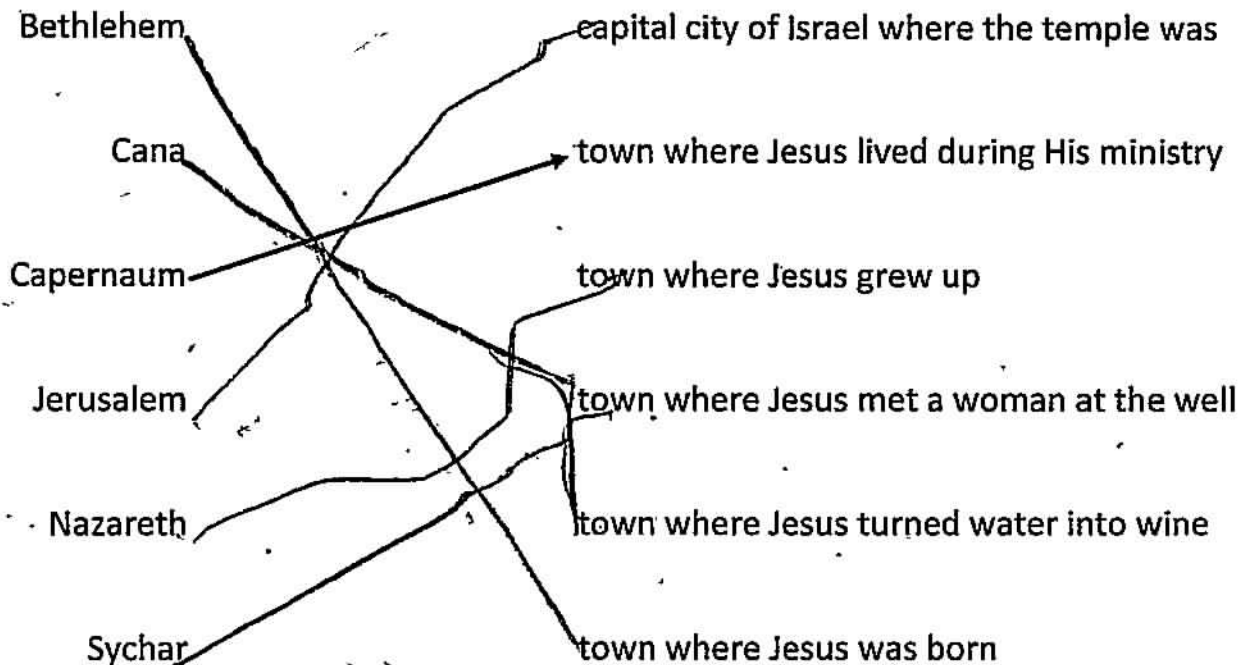 Bethlehem capital city of Israel where the temple was
Cana town where Jesus lived during His ministry
Capernaum town where Jesus grew up
Jerusalem town where Jesus met a woman at the well
Nazareth town where Jesus turned water into wine
Sychar town where Jesus was born